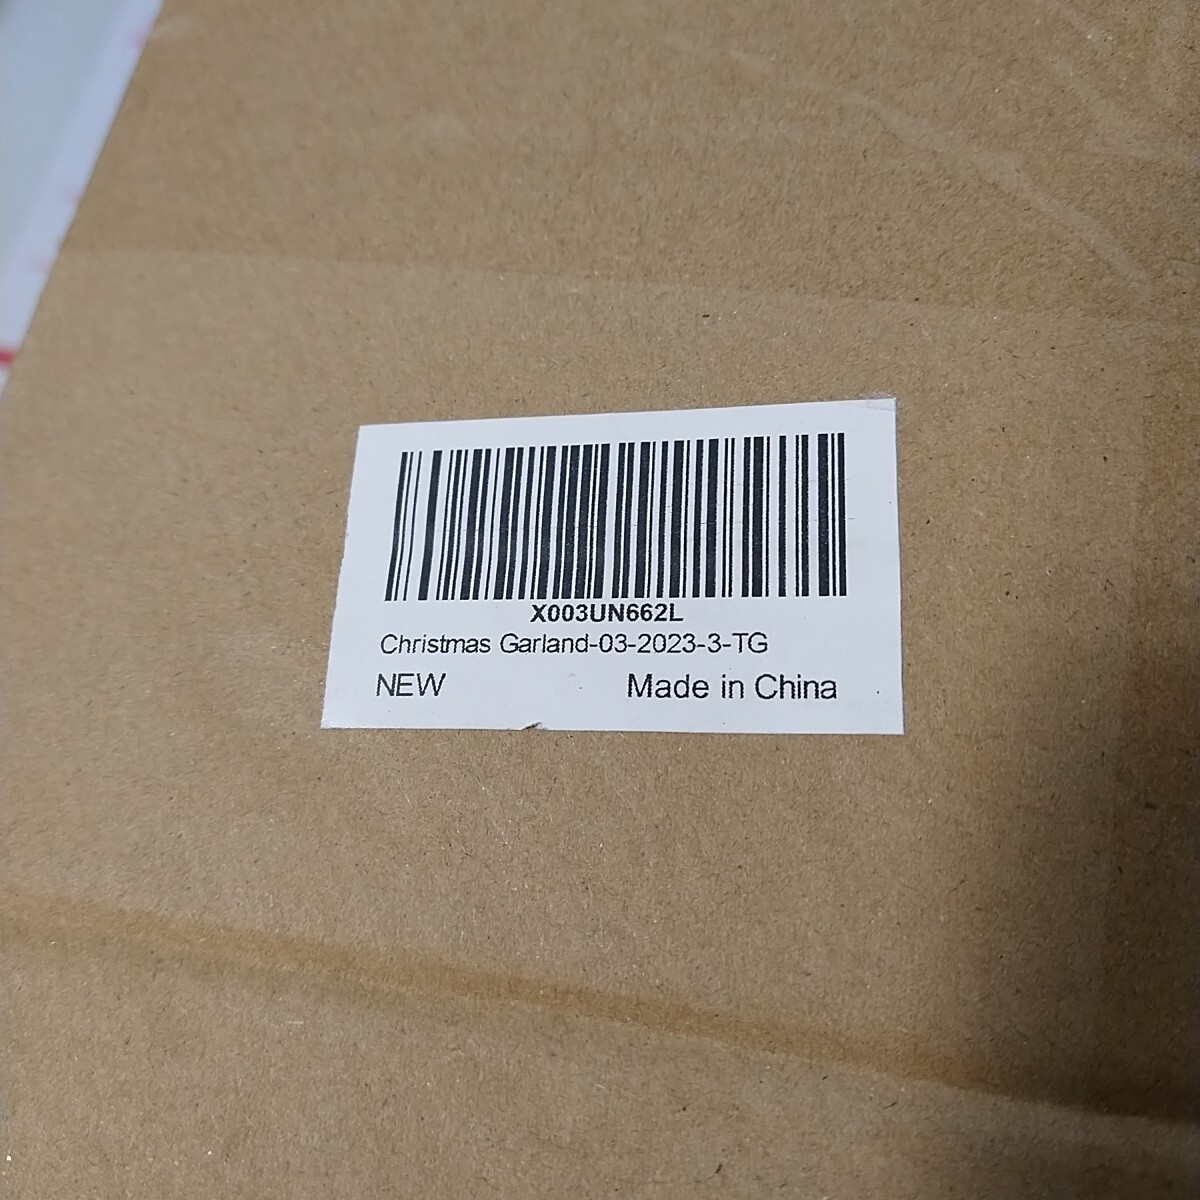 X003UN662L
Christmas Garland-03-2023-3-TG
NEW Made in China